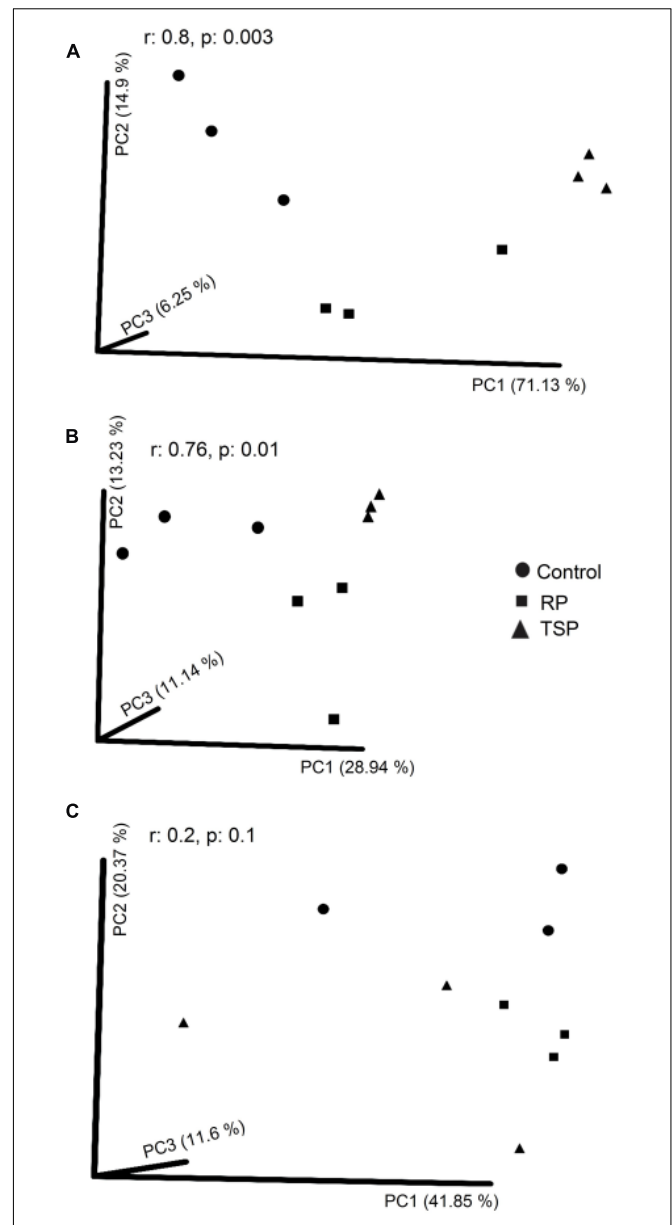 A
r: 0.8, p: 0.003
PC2 (14.9 %)
PC3 (6.25 %)
PC1 (71.13 %)
B
r: 0.76, p: 0.01
PC2 (13.23 %)
PC3 (11.14 %)
PC1 (28.94 %)
Control
RP
TSP
C
r: 0.2, p: 0.1
PC2 (20.37 %)
PC3 (11.6 %)
PC1 (41.85 %)